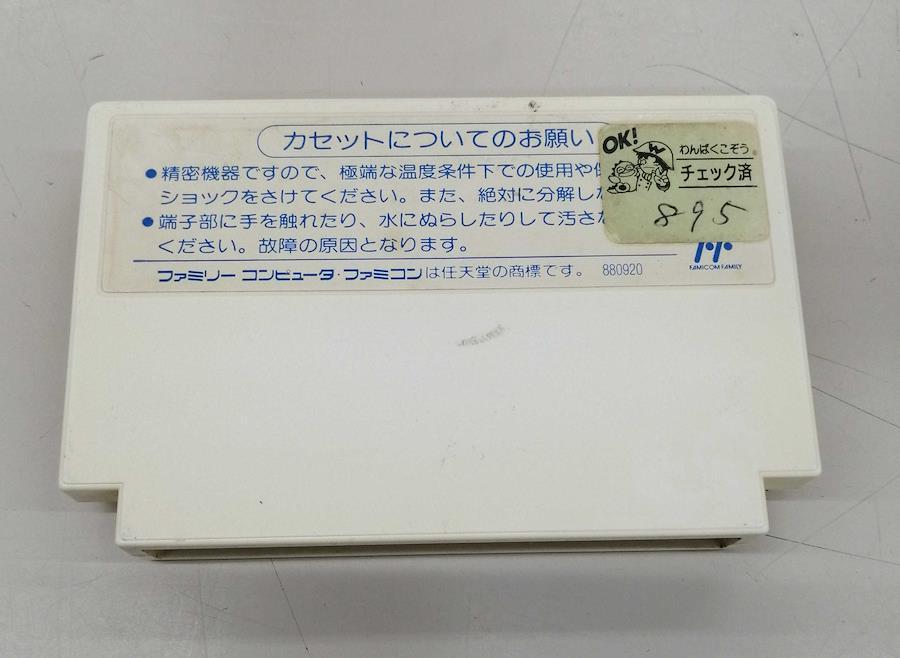 カセットについてのお願い
●精密機器ですので、極端な温度条件下での使用や
ショックをさけてください。また、絶対に分解し
●端子部に手を触れたり、水にぬらしたりして汚さ
ください。故障の原因となります。
ファミリー コンピュータ・ファミコンは任天堂の商標です。 880920
FAMICOM FAMILY
OK!
わんぱくこぞう
チェック済
895